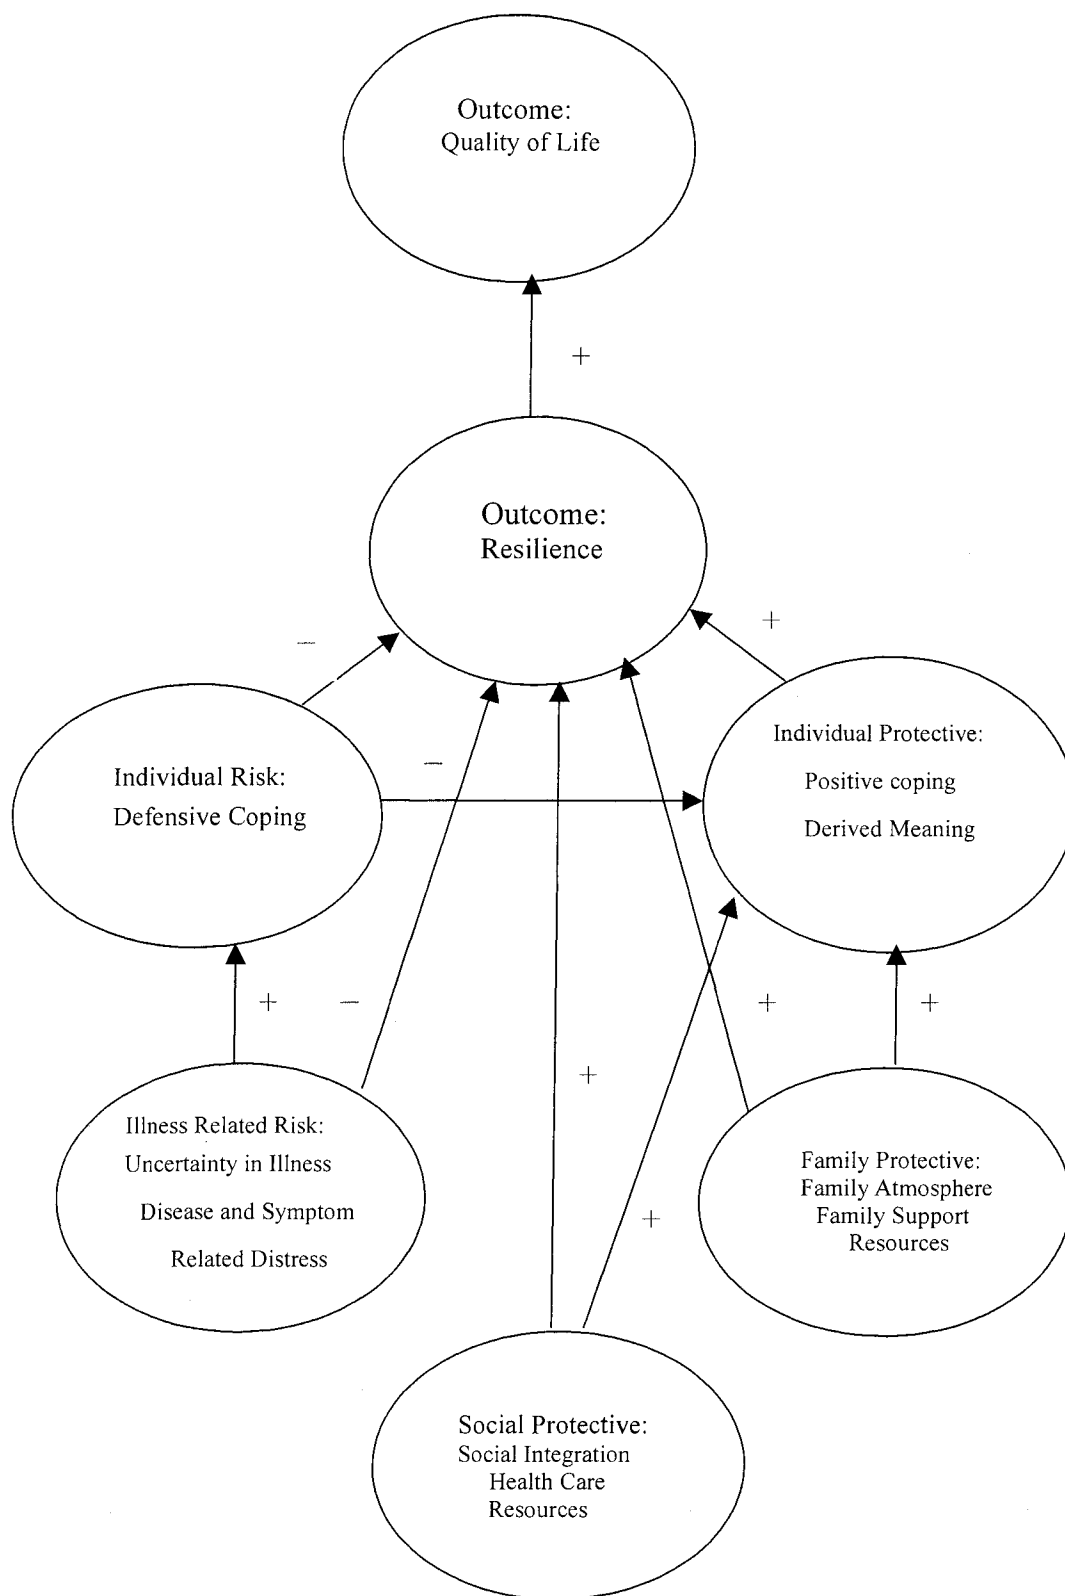 Outcome:
Quality of Life
+
Outcome:
Resilience
−
+
Individual Risk:
Defensive Coping
−
Individual Protective:
Positive coping
Derived Meaning
+
−
+
+
+
Illness Related Risk:
Uncertainty in Illness
Disease and Symptom
Related Distress
+
Family Protective:
Family Atmosphere
Family Support
Resources
Social Protective:
Social Integration
Health Care
Resources